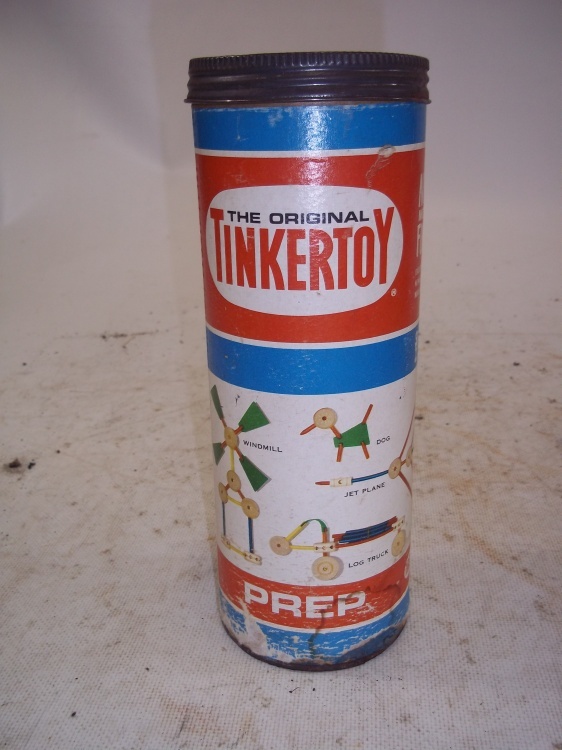 THE ORIGINAL
TINKERTOY
®
WINDMILL
DOG
JET PLANE
LOG TRUCK
PREP